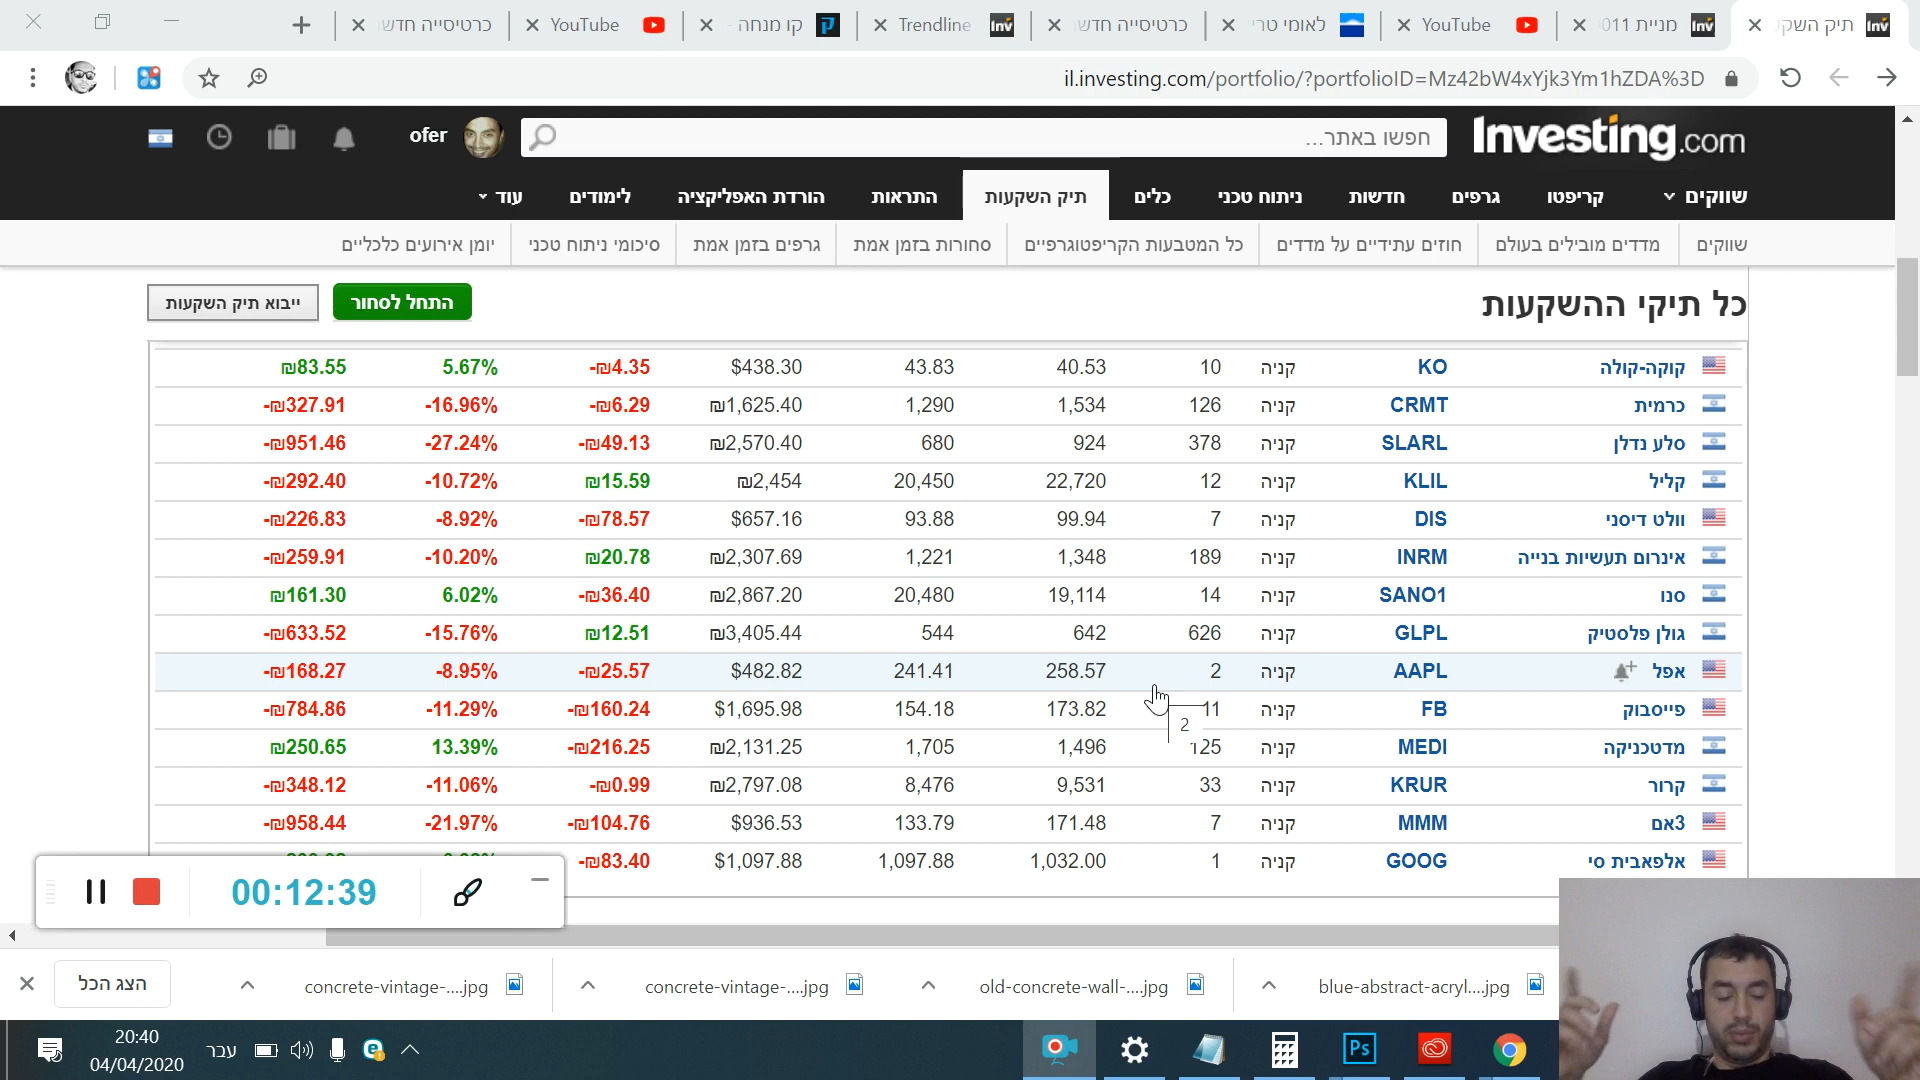 תיק השקע
מניית 011
YouTube
לאומי טריי
כרטיסייה חדשה
Trendline
קו מנחה -
YouTube
כרטיסייה חדשה
il.investing.com/portfolio/?portfolioID=Mz42bW4xYjk3Ym1hZDA%3D
Investing.com
חפשו באתר...
ofer
שווקים
קריפטו
גרפים
חדשות
ניתוח טכני
כלים
תיק השקעות
התראות
הורדת האפליקציה
לימודים
עוד
שווקים
מדדים מובילים בעולם
חוזים עתידיים על מדדים
כל המטבעות הקריפטוגרפיים
סחורות בזמן אמת
גרפים בזמן אמת
סיכומי ניתוח טכני
יומן אירועים כלכליים
כל תיקי ההשקעות
התחל לסחור
ייבוא תיק השקעות
קוקה-קולה KO קניה 10 40.53 43.83 $438.30 -₪4.35 5.67% ₪83.55
כרמית CRMT קניה 126 1,534 1,290 ₪1,625.40 -₪6.29 -16.96% -₪327.91
סלע נדלן SLARL קניה 378 924 680 ₪2,570.40 -₪49.13 -27.24% -₪951.46
קליל KLIL קניה 12 22,720 20,450 ₪2,454 ₪15.59 -10.72% -₪292.40
וולט דיסני DIS קניה 7 99.94 93.88 $657.16 -₪78.57 -8.92% -₪226.83
אינרום תעשיות בנייה INRM קניה 189 1,348 1,221 ₪2,307.69 ₪20.78 -10.20% -₪259.91
סנו SANO1 קניה 14 19,114 20,480 ₪2,867.20 -₪36.40 6.02% ₪161.30
גולן פלסטיק GLPL קניה 626 642 544 ₪3,405.44 ₪12.51 -15.76% -₪633.52
אפל AAPL קניה 2 258.57 241.41 $482.82 -₪25.57 -8.95% -₪168.27
פייסבוק FB קניה 11 173.82 154.18 $1,695.98 -₪160.24 -11.29% -₪784.86
2
מדטכניקה MEDI קניה 125 1,496 1,705 ₪2,131.25 -₪216.25 13.39% ₪250.65
קרור KRUR קניה 33 9,531 8,476 ₪2,797.08 -₪0.99 -11.06% -₪348.12
3אם MMM קניה 7 171.48 133.79 $936.53 -₪104.76 -21.97% -₪958.44
אלפאבית סי GOOG קניה 1 1,032.00 1,097.88 $1,097.88 -₪83.40
00:12:39
blue-abstract-acryl....jpg
old-concrete-wall-....jpg
concrete-vintage-....jpg
concrete-vintage-....jpg
הצג הכל
Ps
עבר
20:40
04/04/2020